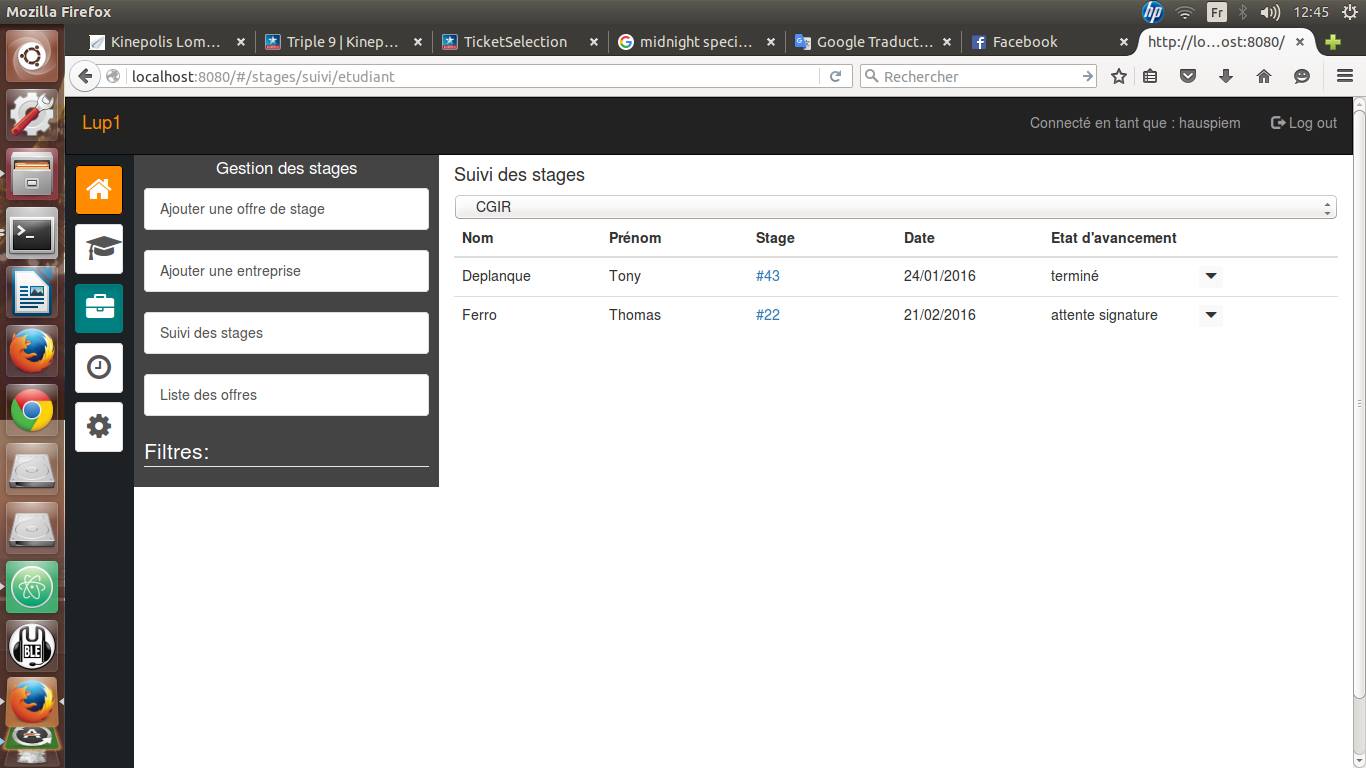 Mozilla Firefox
Fr
12:45
Kinepolis Lom…
Triple 9 | Kinep…
TicketSelection
midnight speci…
Google Traduct…
Facebook
http://lo…ost:8080/
localhost:8080/#/stages/suivi/etudiant
Rechercher
Lup1
Connecté en tant que : hauspiem
Log out
Gestion des stages
Ajouter une offre de stage
Ajouter une entreprise
Suivi des stages
Liste des offres
Filtres:
Suivi des stages
CGIR
Nom Prénom Stage Date Etat d'avancement
Deplanque Tony #43 24/01/2016 terminé
Ferro Thomas #22 21/02/2016 attente signature
hp
UBLE